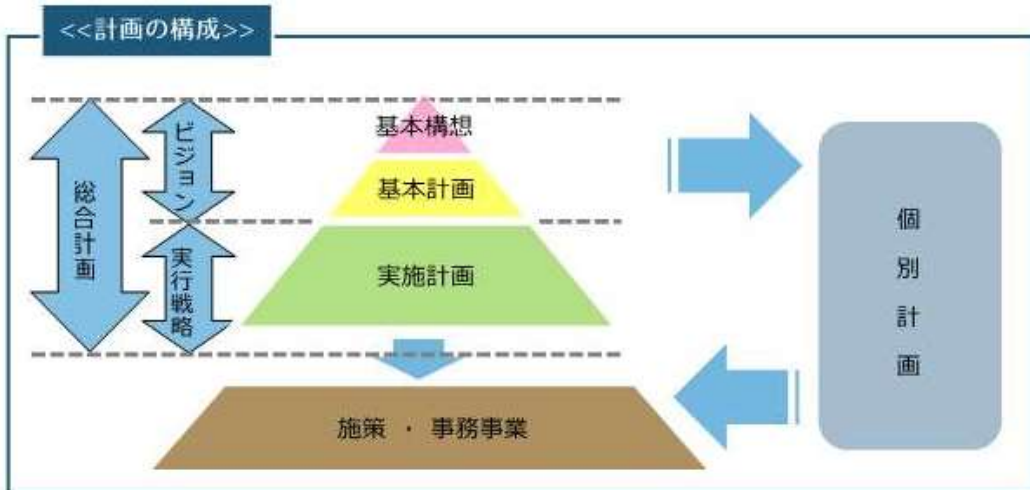 <<計画の構成>>
総合計画
ビジョン
実行戦略
基本構想
基本計画
実施計画
施策 ・ 事務事業
個別計画